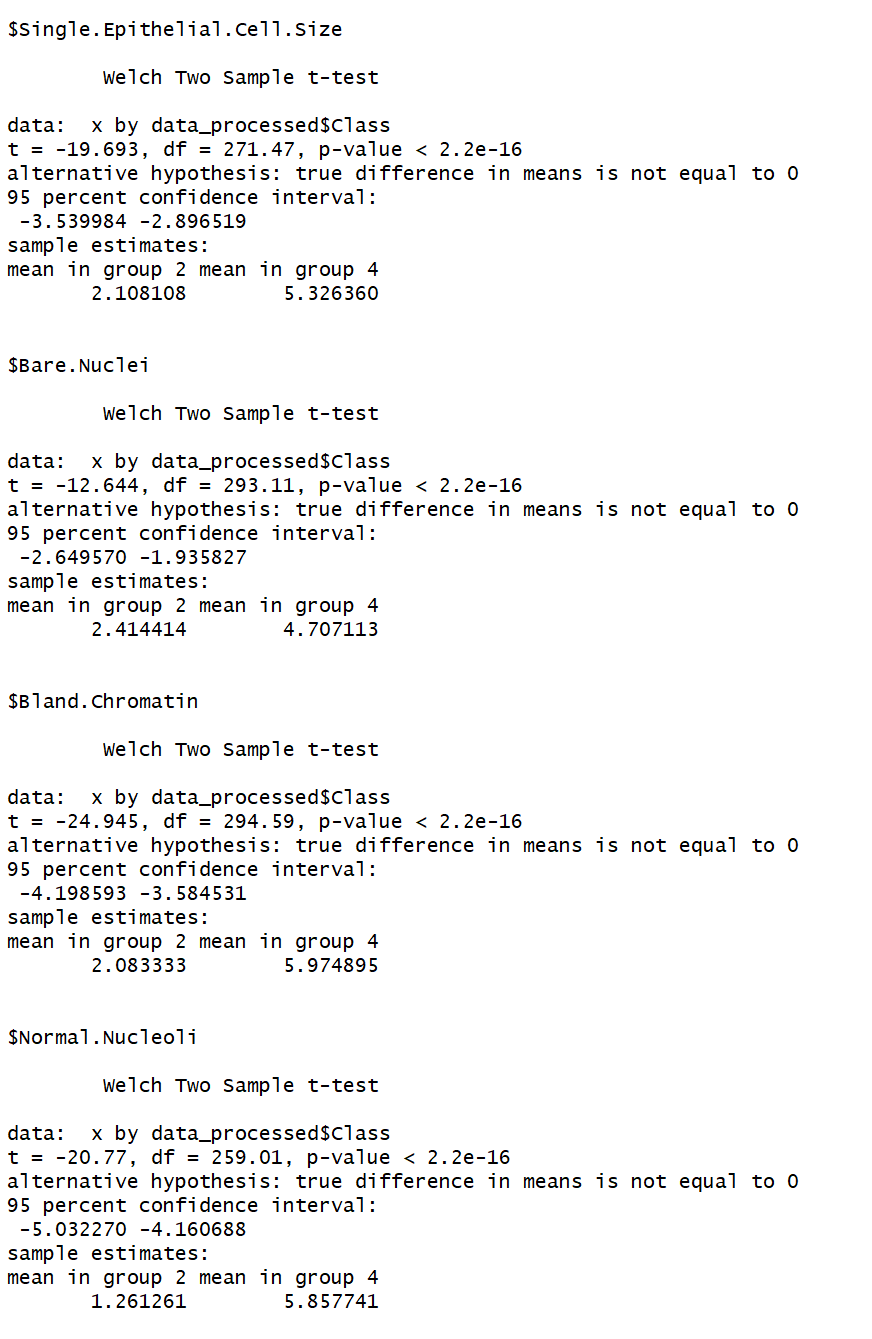 $Single.Epithelial.Cell.Size
Welch Two Sample t-test
data:  x by data_processed$Class
t = -19.693, df = 271.47, p-value < 2.2e-16
alternative hypothesis: true difference in means is not equal to 0
95 percent confidence interval:
 -3.539984 -2.896519
sample estimates:
mean in group 2 mean in group 4
       2.108108        5.326360
$Bare.Nuclei
Welch Two Sample t-test
data:  x by data_processed$Class
t = -12.644, df = 293.11, p-value < 2.2e-16
alternative hypothesis: true difference in means is not equal to 0
95 percent confidence interval:
 -2.649570 -1.935827
sample estimates:
mean in group 2 mean in group 4
       2.414414        4.707113
$Bland.Chromatin
Welch Two Sample t-test
data:  x by data_processed$Class
t = -24.945, df = 294.59, p-value < 2.2e-16
alternative hypothesis: true difference in means is not equal to 0
95 percent confidence interval:
 -4.198593 -3.584531
sample estimates:
mean in group 2 mean in group 4
       2.083333        5.974895
$Normal.Nucleoli
Welch Two Sample t-test
data:  x by data_processed$Class
t = -20.77, df = 259.01, p-value < 2.2e-16
alternative hypothesis: true difference in means is not equal to 0
95 percent confidence interval:
 -5.032270 -4.160688
sample estimates:
mean in group 2 mean in group 4
       1.261261        5.857741